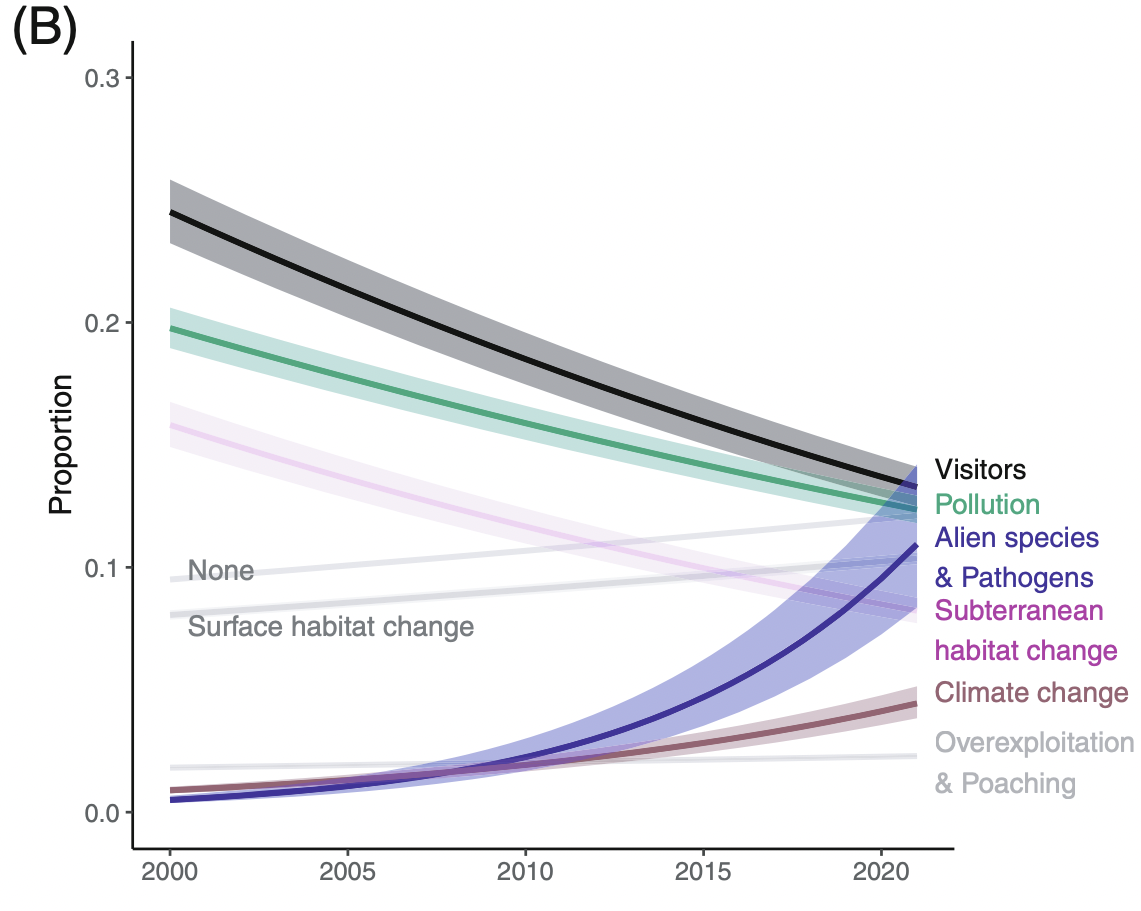 (B)
0.3
0.2
0.1
0.0
Proportion
None
Surface habitat change
Visitors
Pollution
Alien species
& Pathogens
Subterranean
habitat change
Climate change
Overexploitation
& Poaching
2000
2005
2010
2015
2020